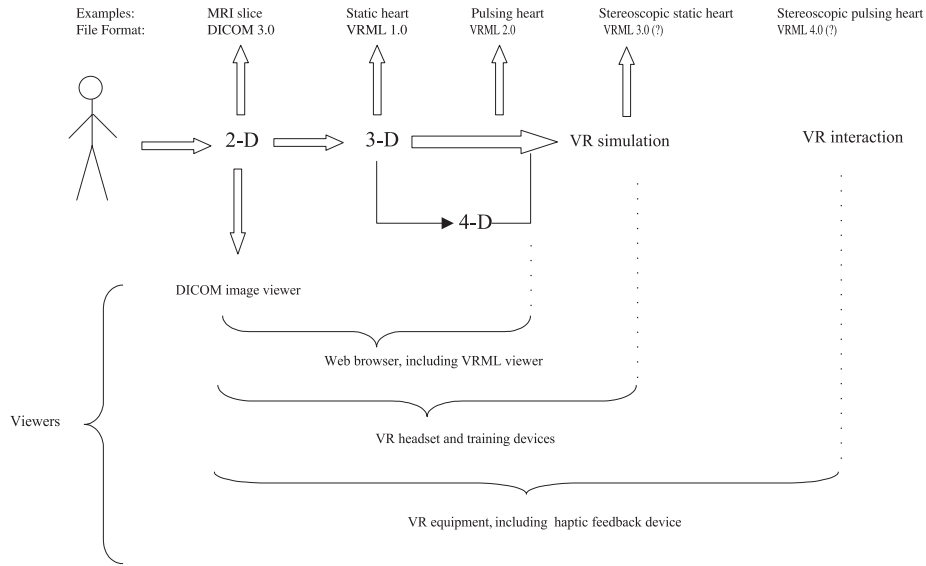 Examples: MRI slice Static heart Pulsing heart Stereoscopic static heart Stereoscopic pulsing heart
File Format: DICOM 3.0 VRML 1.0 VRML 2.0 VRML 3.0 (?) VRML 4.0 (?)
2-D 3-D VR simulation VR interaction
4-D
DICOM image viewer
Web browser, including VRML viewer
Viewers
VR headset and training devices
VR equipment, including haptic feedback device